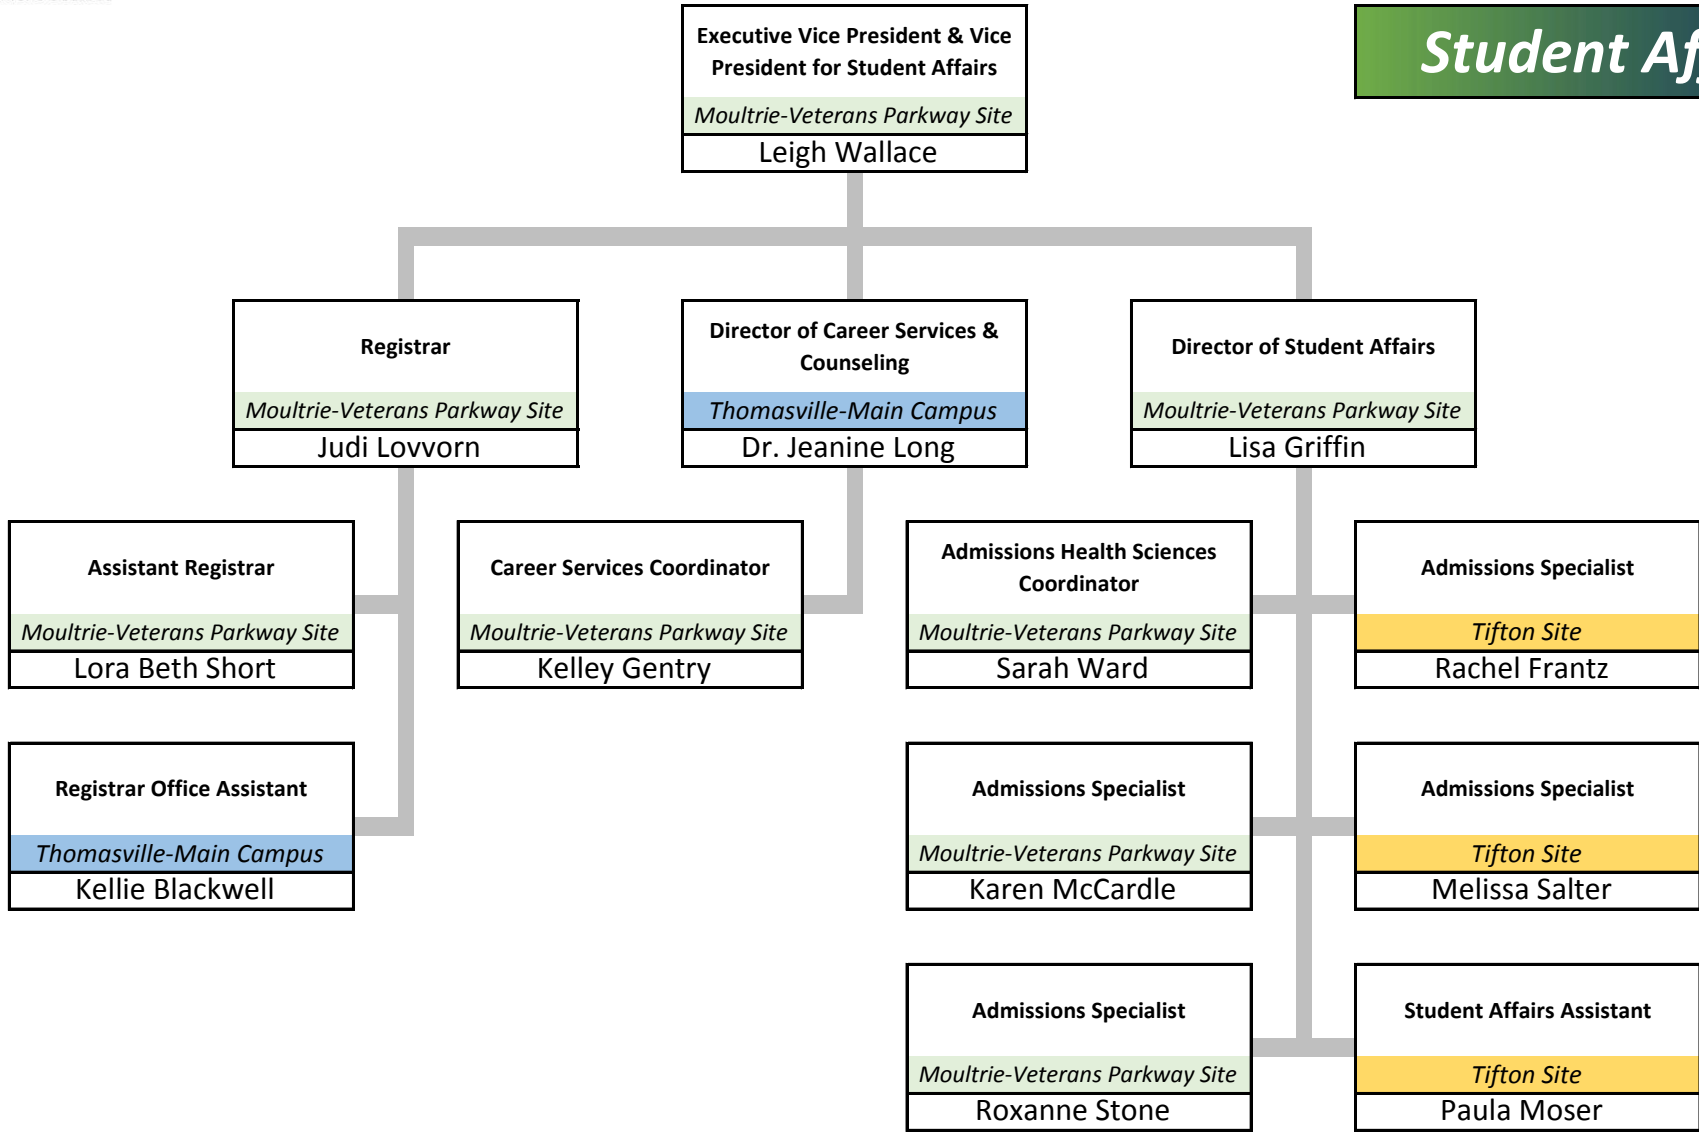 Executive Vice President & Vice
President for Student Affairs
Moultrie-Veterans Parkway Site
Leigh Wallace
Student Af
Registrar
Moultrie-Veterans Parkway Site
Judi Lovvorn
Director of Career Services &
Counseling
Thomasville-Main Campus
Dr. Jeanine Long
Director of Student Affairs
Moultrie-Veterans Parkway Site
Lisa Griffin
Assistant Registrar
Moultrie-Veterans Parkway Site
Lora Beth Short
Career Services Coordinator
Moultrie-Veterans Parkway Site
Kelley Gentry
Admissions Health Sciences
Coordinator
Moultrie-Veterans Parkway Site
Sarah Ward
Admissions Specialist
Tifton Site
Rachel Frantz
Registrar Office Assistant
Thomasville-Main Campus
Kellie Blackwell
Admissions Specialist
Moultrie-Veterans Parkway Site
Karen McCardle
Admissions Specialist
Tifton Site
Melissa Salter
Admissions Specialist
Moultrie-Veterans Parkway Site
Roxanne Stone
Student Affairs Assistant
Tifton Site
Paula Moser